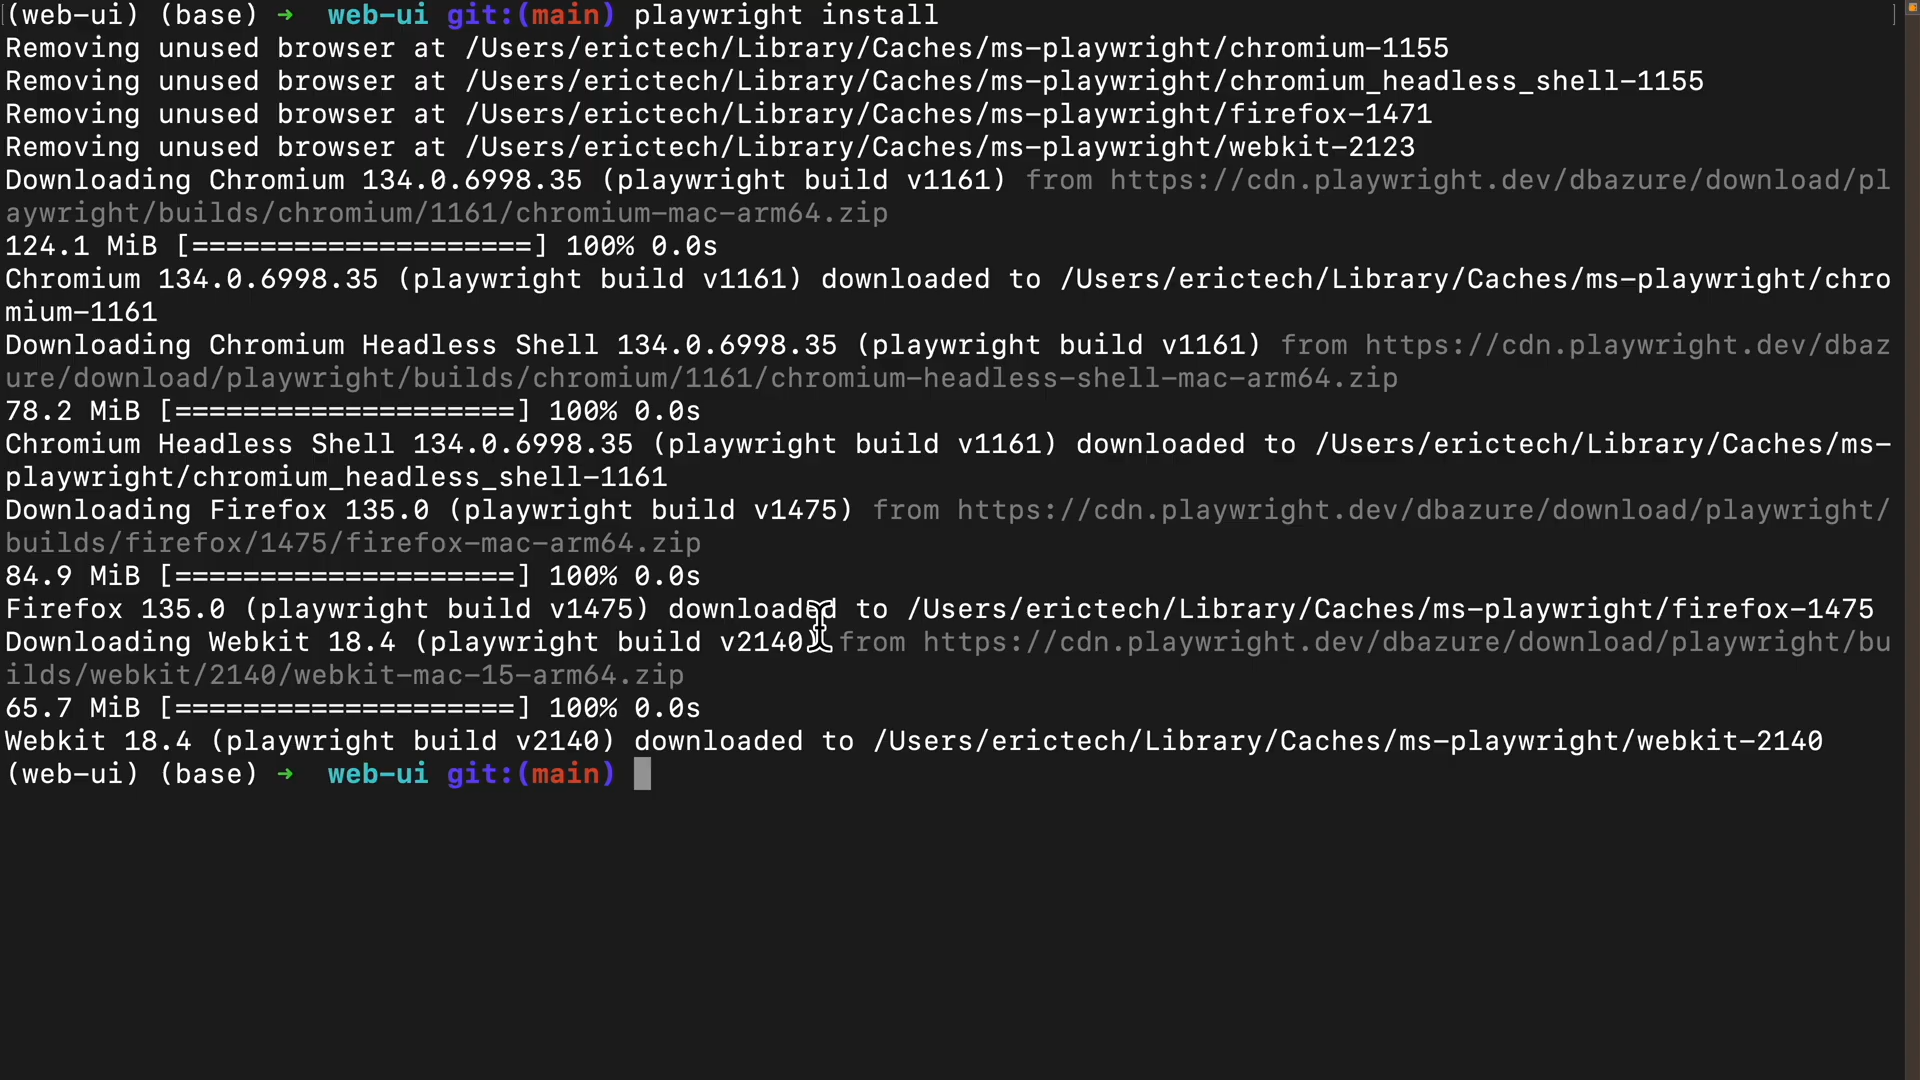 (web-ui) (base) ➜  web-ui git:(main) playwright install
Removing unused browser at /Users/erictech/Library/Caches/ms-playwright/chromium-1155
Removing unused browser at /Users/erictech/Library/Caches/ms-playwright/chromium_headless_shell-1155
Removing unused browser at /Users/erictech/Library/Caches/ms-playwright/firefox-1471
Removing unused browser at /Users/erictech/Library/Caches/ms-playwright/webkit-2123
Downloading Chromium 134.0.6998.35 (playwright build v1161) from https://cdn.playwright.dev/dbazure/download/pl
aywright/builds/chromium/1161/chromium-mac-arm64.zip
124.1 MiB [====================] 100% 0.0s
Chromium 134.0.6998.35 (playwright build v1161) downloaded to /Users/erictech/Library/Caches/ms-playwright/chro
mium-1161
Downloading Chromium Headless Shell 134.0.6998.35 (playwright build v1161) from https://cdn.playwright.dev/dbaz
ure/download/playwright/builds/chromium/1161/chromium-headless-shell-mac-arm64.zip
78.2 MiB [====================] 100% 0.0s
Chromium Headless Shell 134.0.6998.35 (playwright build v1161) downloaded to /Users/erictech/Library/Caches/ms-
playwright/chromium_headless_shell-1161
Downloading Firefox 135.0 (playwright build v1475) from https://cdn.playwright.dev/dbazure/download/playwright/
builds/firefox/1475/firefox-mac-arm64.zip
84.9 MiB [====================] 100% 0.0s
Firefox 135.0 (playwright build v1475) downloaded to /Users/erictech/Library/Caches/ms-playwright/firefox-1475
Downloading Webkit 18.4 (playwright build v2140) from https://cdn.playwright.dev/dbazure/download/playwright/bu
ilds/webkit/2140/webkit-mac-15-arm64.zip
65.7 MiB [====================] 100% 0.0s
Webkit 18.4 (playwright build v2140) downloaded to /Users/erictech/Library/Caches/ms-playwright/webkit-2140
(web-ui) (base) ➜  web-ui git:(main)